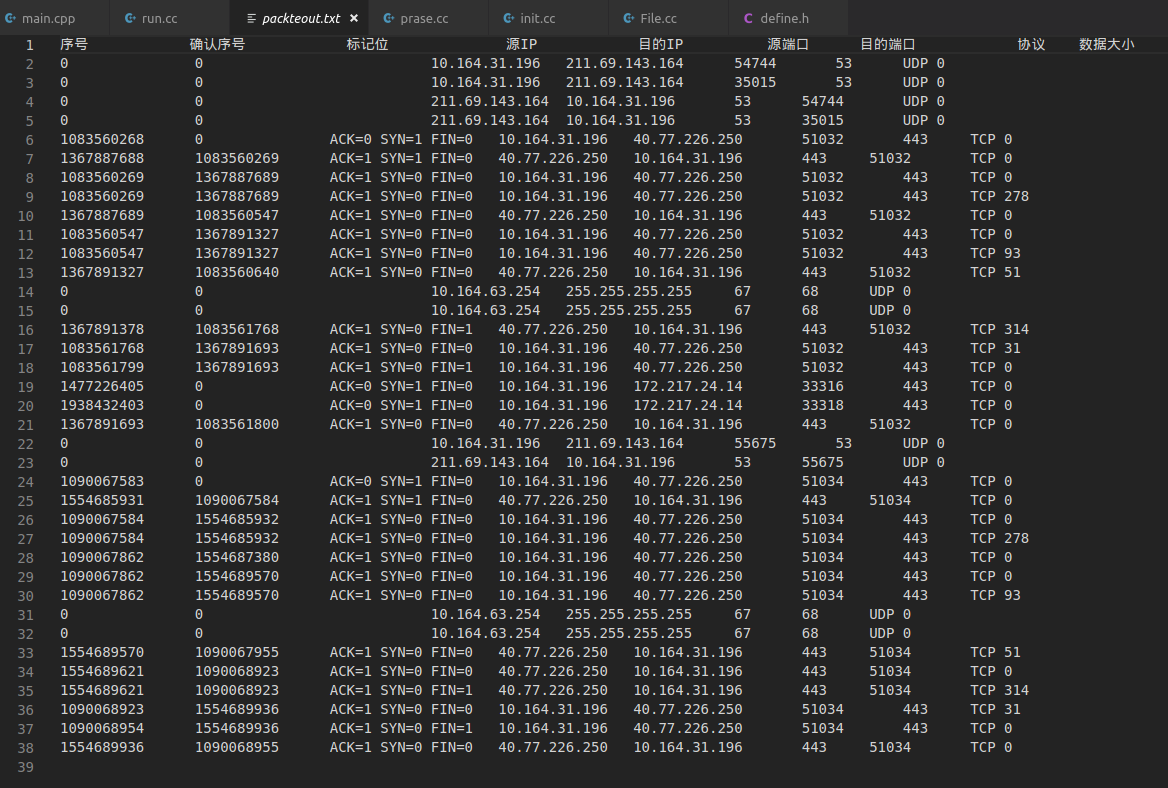 main.cpp run.cc packteout.txt × prase.cc init.cc File.cc define.h
1 序号 确认序号 标记位 源IP 目的IP 源端口 目的端口 协议 数据大小
2 0 0 10.164.31.196 211.69.143.164 54744 53 UDP 0
3 0 0 10.164.31.196 211.69.143.164 35015 53 UDP 0
4 0 0 211.69.143.164 10.164.31.196 53 54744 UDP 0
5 0 0 211.69.143.164 10.164.31.196 53 35015 UDP 0
6 1083560268 0 ACK=0 SYN=1 FIN=0 10.164.31.196 40.77.226.250 51032 443 TCP 0
7 1367887688 1083560269 ACK=1 SYN=1 FIN=0 40.77.226.250 10.164.31.196 443 51032 TCP 0
8 1083560269 1367887689 ACK=1 SYN=0 FIN=0 10.164.31.196 40.77.226.250 51032 443 TCP 0
9 1083560269 1367887689 ACK=1 SYN=0 FIN=0 10.164.31.196 40.77.226.250 51032 443 TCP 278
10 1367887689 1083560547 ACK=1 SYN=0 FIN=0 40.77.226.250 10.164.31.196 443 51032 TCP 0
11 1083560547 1367891327 ACK=1 SYN=0 FIN=0 10.164.31.196 40.77.226.250 51032 443 TCP 0
12 1083560547 1367891327 ACK=1 SYN=0 FIN=0 10.164.31.196 40.77.226.250 51032 443 TCP 93
13 1367891327 1083560640 ACK=1 SYN=0 FIN=0 40.77.226.250 10.164.31.196 443 51032 TCP 51
14 0 0 10.164.63.254 255.255.255.255 67 68 UDP 0
15 0 0 10.164.63.254 255.255.255.255 67 68 UDP 0
16 1367891378 1083561768 ACK=1 SYN=0 FIN=1 40.77.226.250 10.164.31.196 443 51032 TCP 314
17 1083561768 1367891693 ACK=1 SYN=0 FIN=0 10.164.31.196 40.77.226.250 51032 443 TCP 31
18 1083561799 1367891693 ACK=1 SYN=0 FIN=1 10.164.31.196 40.77.226.250 51032 443 TCP 0
19 1477226405 0 ACK=0 SYN=1 FIN=0 10.164.31.196 172.217.24.14 33316 443 TCP 0
20 1938432403 0 ACK=0 SYN=1 FIN=0 10.164.31.196 172.217.24.14 33318 443 TCP 0
21 1367891693 1083561800 ACK=1 SYN=0 FIN=0 40.77.226.250 10.164.31.196 443 51032 TCP 0
22 0 0 10.164.31.196 211.69.143.164 55675 53 UDP 0
23 0 0 211.69.143.164 10.164.31.196 53 55675 UDP 0
24 1090067583 0 ACK=0 SYN=1 FIN=0 10.164.31.196 40.77.226.250 51034 443 TCP 0
25 1554685931 1090067584 ACK=1 SYN=1 FIN=0 40.77.226.250 10.164.31.196 443 51034 TCP 0
26 1090067584 1554685932 ACK=1 SYN=0 FIN=0 10.164.31.196 40.77.226.250 51034 443 TCP 0
27 1090067584 1554685932 ACK=1 SYN=0 FIN=0 10.164.31.196 40.77.226.250 51034 443 TCP 278
28 1090067862 1554687380 ACK=1 SYN=0 FIN=0 10.164.31.196 40.77.226.250 51034 443 TCP 0
29 1090067862 1554689570 ACK=1 SYN=0 FIN=0 10.164.31.196 40.77.226.250 51034 443 TCP 0
30 1090067862 1554689570 ACK=1 SYN=0 FIN=0 10.164.31.196 40.77.226.250 51034 443 TCP 93
31 0 0 10.164.63.254 255.255.255.255 67 68 UDP 0
32 0 0 10.164.63.254 255.255.255.255 67 68 UDP 0
33 1554689570 1090067955 ACK=1 SYN=0 FIN=0 40.77.226.250 10.164.31.196 443 51034 TCP 51
34 1554689621 1090068923 ACK=1 SYN=0 FIN=0 40.77.226.250 10.164.31.196 443 51034 TCP 0
35 1554689621 1090068923 ACK=1 SYN=0 FIN=1 40.77.226.250 10.164.31.196 443 51034 TCP 314
36 1090068923 1554689936 ACK=1 SYN=0 FIN=0 10.164.31.196 40.77.226.250 51034 443 TCP 31
37 1090068954 1554689936 ACK=1 SYN=0 FIN=1 10.164.31.196 40.77.226.250 51034 443 TCP 0
38 1554689936 1090068955 ACK=1 SYN=0 FIN=0 40.77.226.250 10.164.31.196 443 51034 TCP 0
39